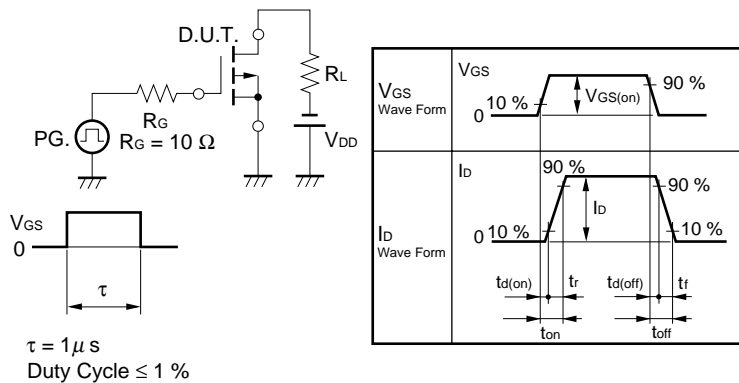 D.U.T.
RL
RG
PG.
RG = 10 Ω
VDD
VGS
0
τ
τ = 1μ s
Duty Cycle ≤ 1 %
VGS
Wave Form
VGS
10 %
0
VGS(on)
90 %
ID
Wave Form
ID
90 %
0
10 %
ID
90 %
10 %
td(on)
tr
td(off)
tf
ton
toff